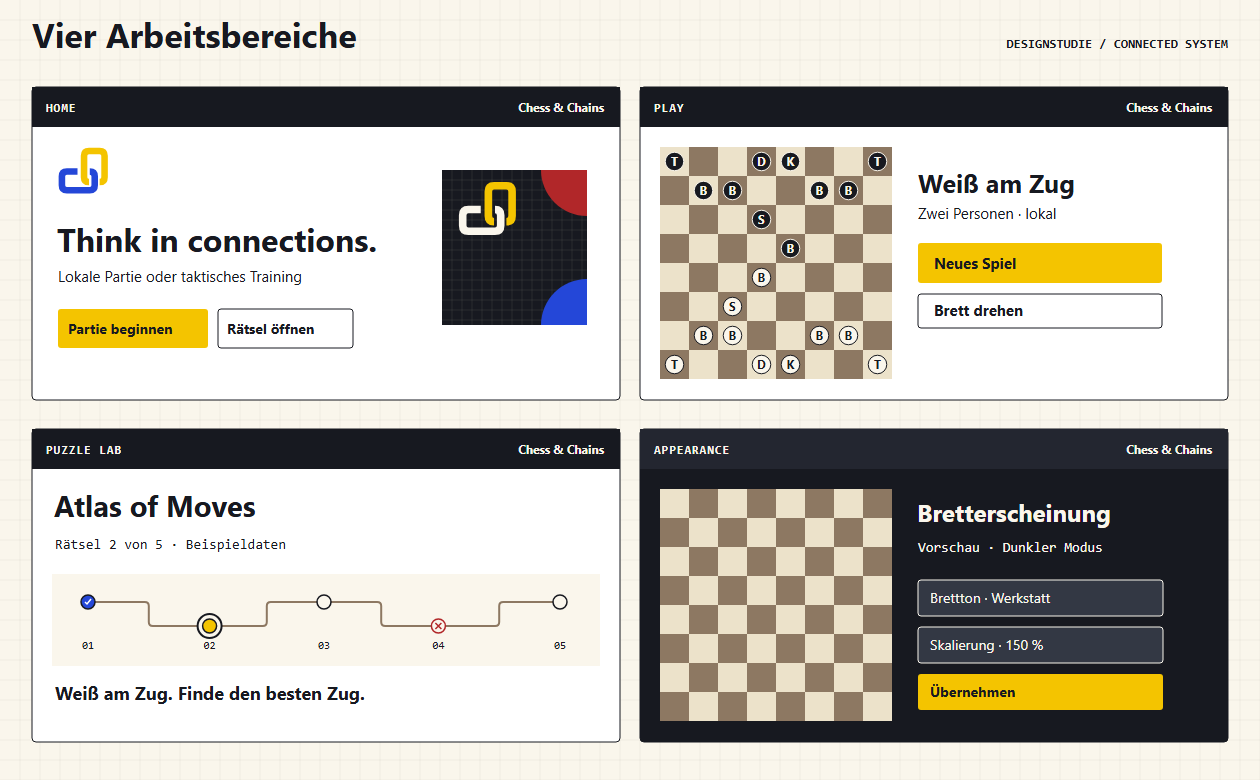 Vier Arbeitsbereiche
DESIGNSTUDIE / CONNECTED SYSTEM
HOME
Chess & Chains
Think in connections.
Lokale Partie oder taktisches Training
Partie beginnen
Rätsel öffnen
PLAY
Chess & Chains
T D K T
B B B B
S
B
B
S
B B B B
T D K T
Weiß am Zug
Zwei Personen · lokal
Neues Spiel
Brett drehen
PUZZLE LAB
Chess & Chains
Atlas of Moves
Rätsel 2 von 5 · Beispieldaten
01 02 03 04 05
Weiß am Zug. Finde den besten Zug.
APPEARANCE
Chess & Chains
Bretterscheinung
Vorschau · Dunkler Modus
Brettton · Werkstatt
Skalierung · 150 %
Übernehmen